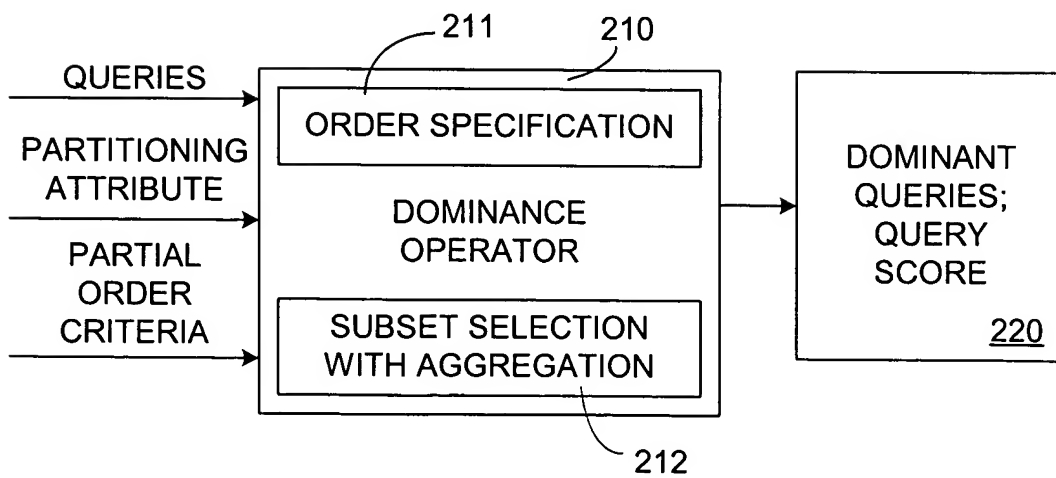 211
210
QUERIES
PARTITIONING
ATTRIBUTE
PARTIAL
ORDER
CRITERIA
ORDER SPECIFICATION
DOMINANCE
OPERATOR
SUBSET SELECTION
WITH AGGREGATION
212
DOMINANT
QUERIES;
QUERY
SCORE
220